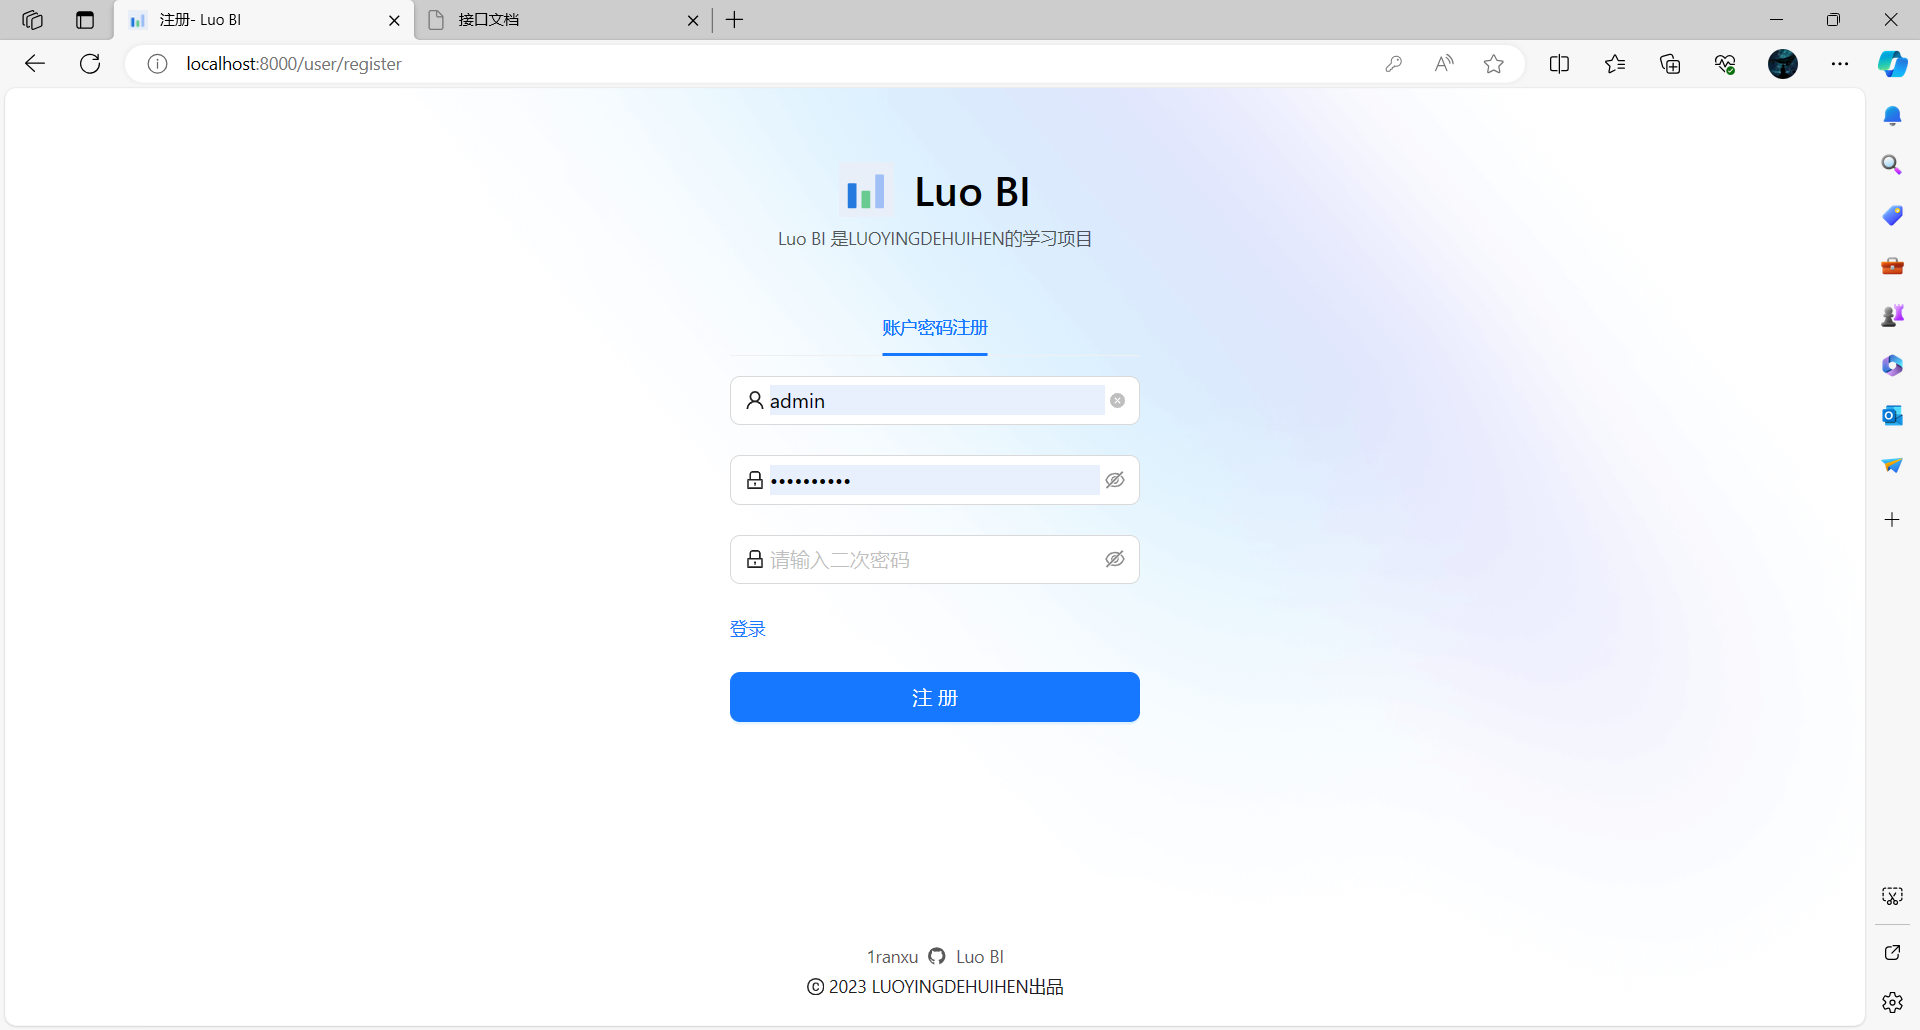 注册- Luo BI
接口文档
localhost:8000/user/register
Luo BI
Luo BI 是LUOYINGDEHUIHEN的学习项目
账户密码注册
admin
••••••••••
请输入二次密码
登录
注 册
1ranxu Luo BI
© 2023 LUOYINGDEHUIHEN出品